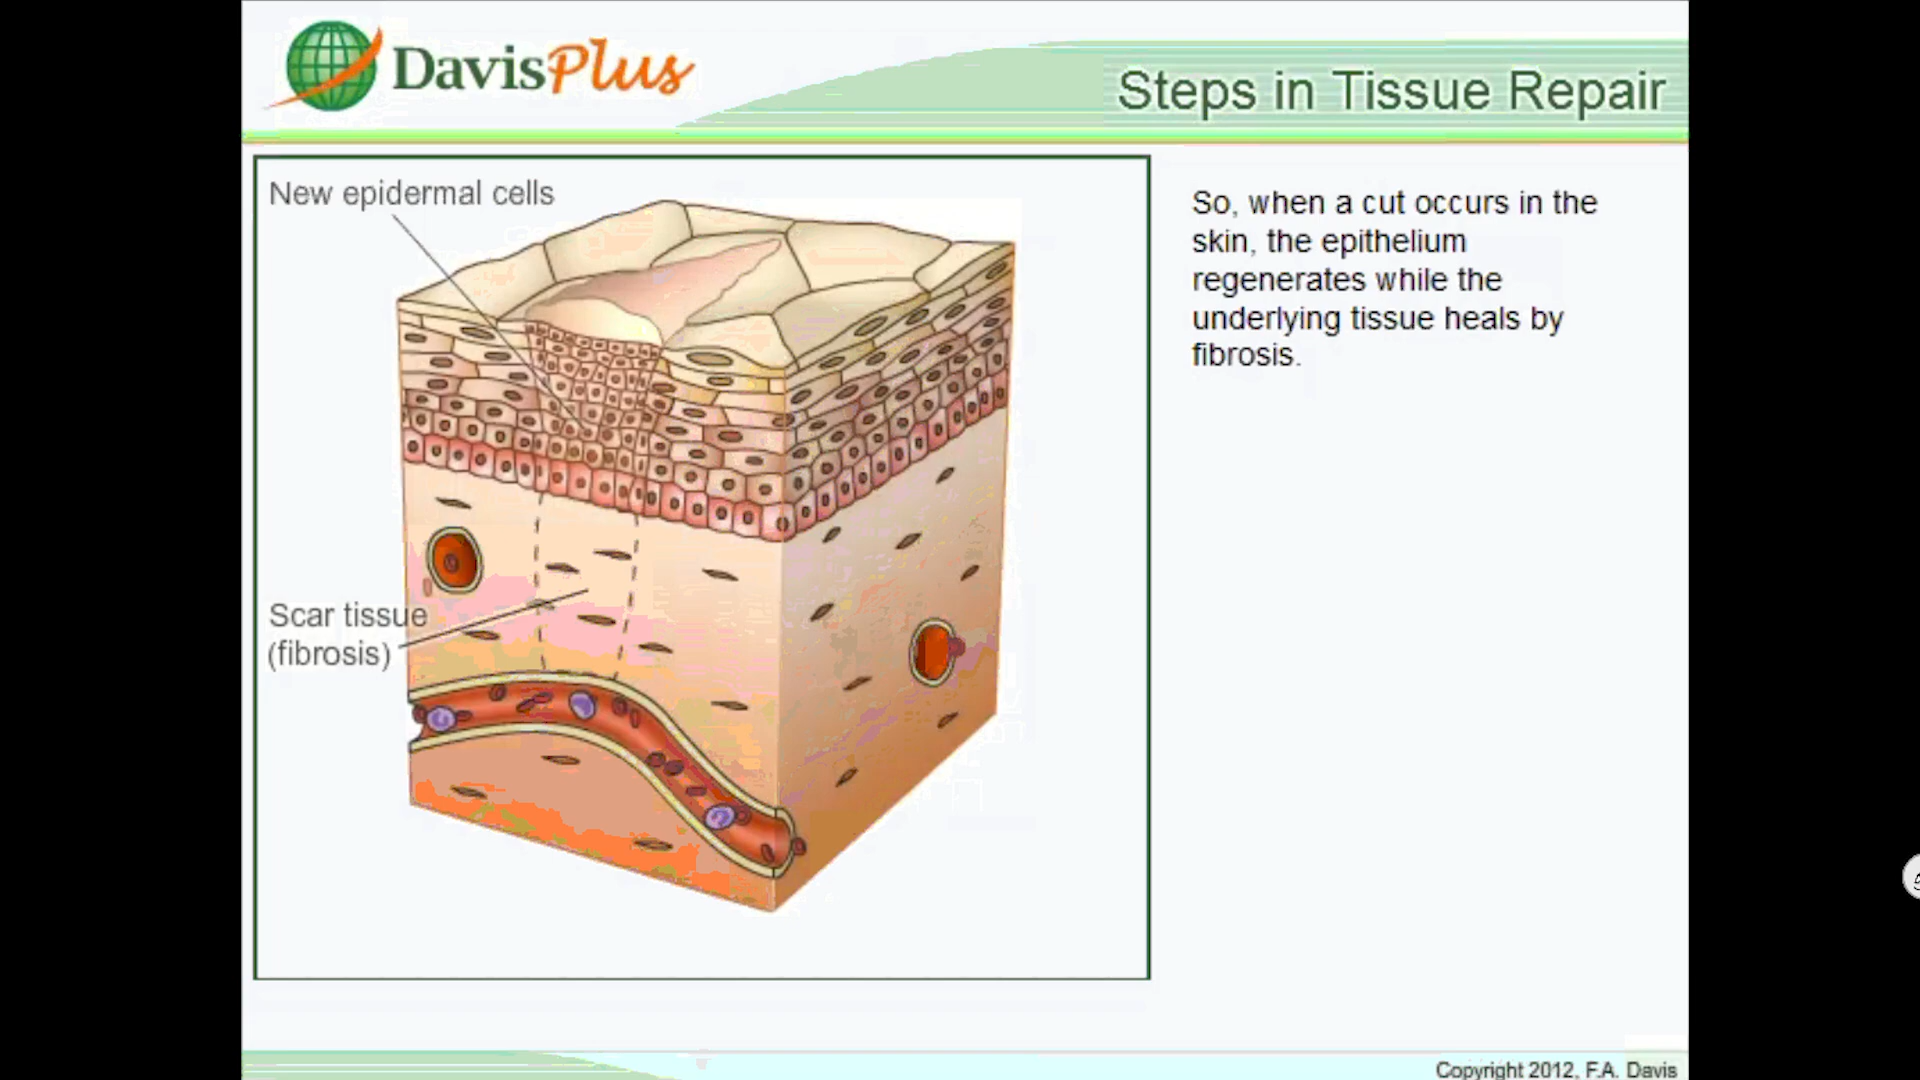 DavisPlus
Steps in Tissue Repair
New epidermal cells
Scar tissue
(fibrosis)
So, when a cut occurs in the
skin, the epithelium
regenerates while the
underlying tissue heals by
fibrosis.
Copyright 2012, F.A. Davis